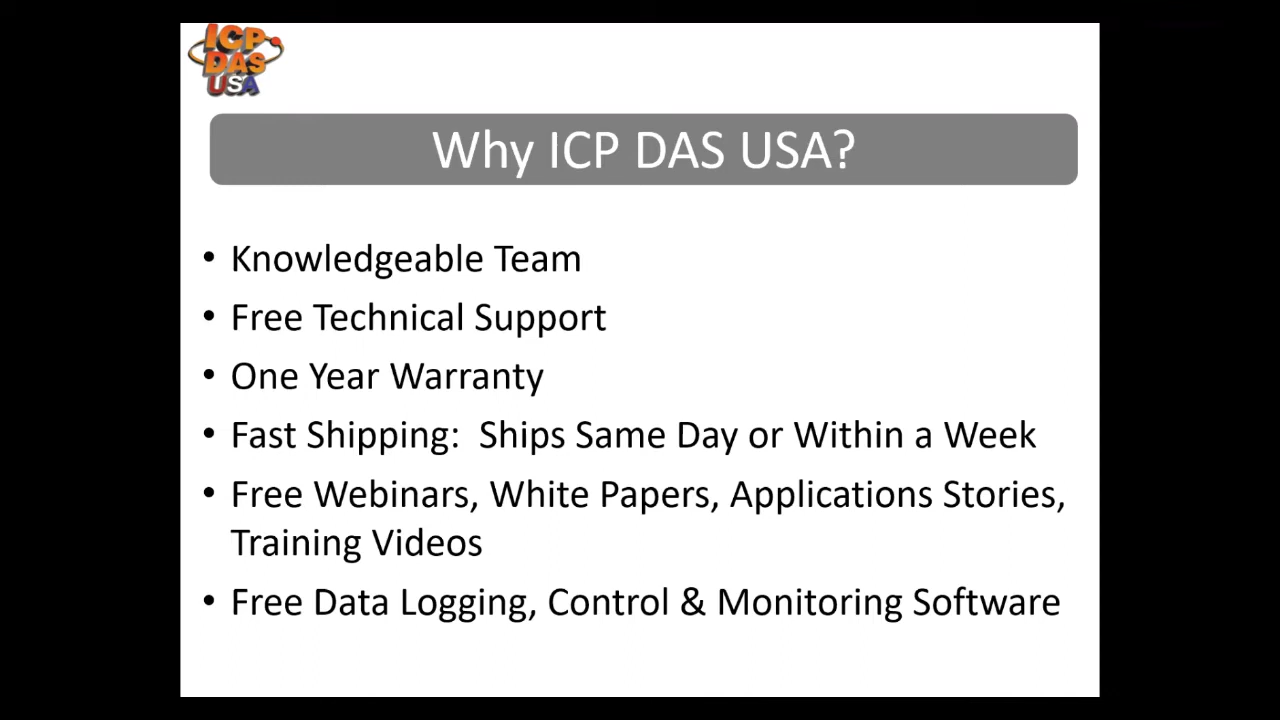 ICP
DAS
USA
Why ICP DAS USA?
• Knowledgeable Team
• Free Technical Support
• One Year Warranty
• Fast Shipping:  Ships Same Day or Within a Week
• Free Webinars, White Papers, Applications Stories,
Training Videos
• Free Data Logging, Control & Monitoring Software